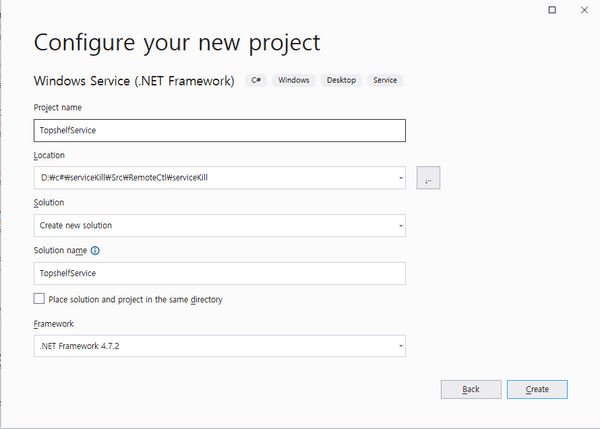 Configure your new project
Windows Service (.NET Framework) C# Windows Desktop Service
Project name
TopshelfService
Location
D:₩c#₩serviceKill₩Src₩RemoteCtl₩serviceKill
...
Solution
Create new solution
Solution name
TopshelfService
Place solution and project in the same directory
Framework
.NET Framework 4.7.2
Back Create